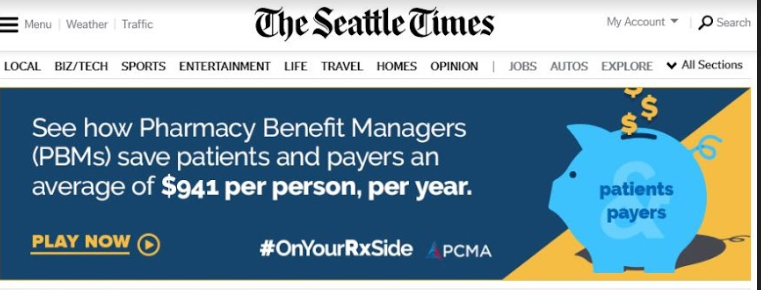 Menu | Weather | Traffic
The Seattle Times
My Account
Search
LOCAL BIZ/TECH SPORTS ENTERTAINMENT LIFE TRAVEL HOMES OPINION | JOBS AUTOS EXPLORE All Sections
See how Pharmacy Benefit Managers
(PBMs) save patients and payers an
average of $941 per person, per year.
PLAY NOW
#OnYourRxSide PCMA
$
$
$
&
patients
payers